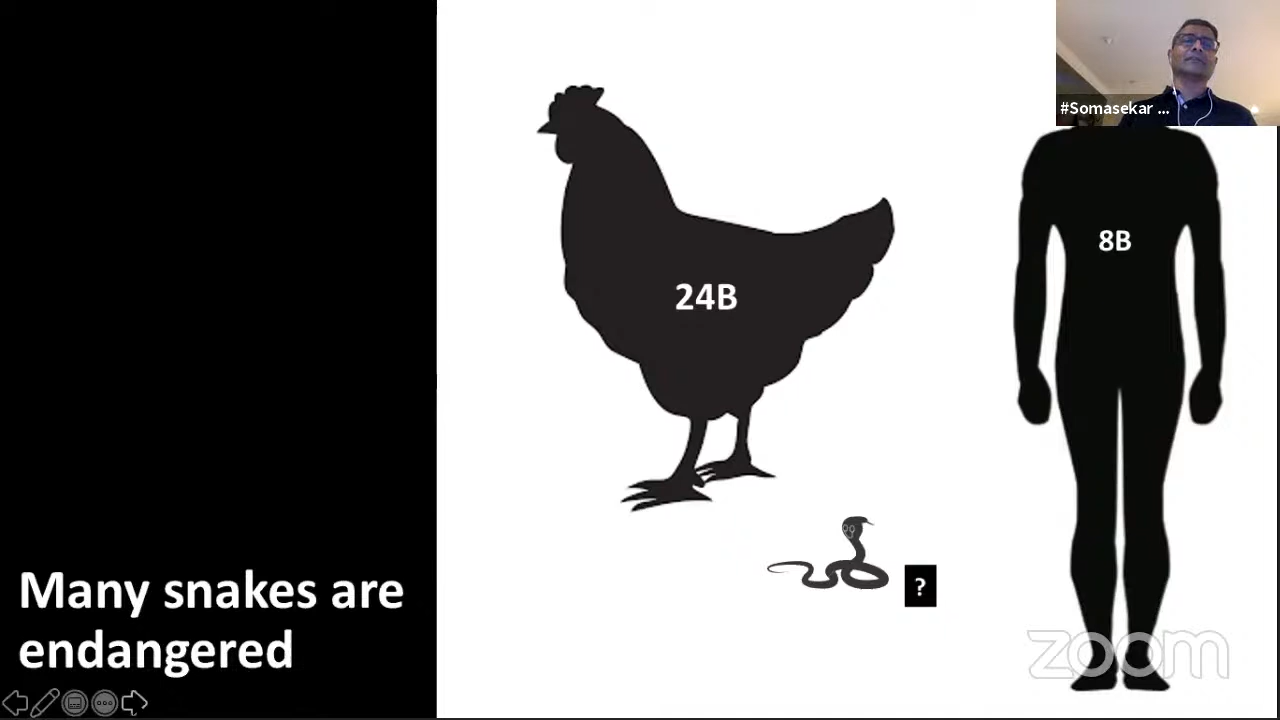 #Somasekar ...
8B
24B
?
Many snakes are
endangered
zoom